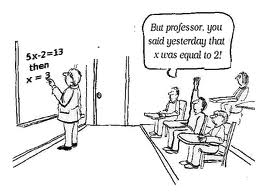 5x-2=13
then
x = 3
But professor, you
said yesterday that
x was equal to 2!